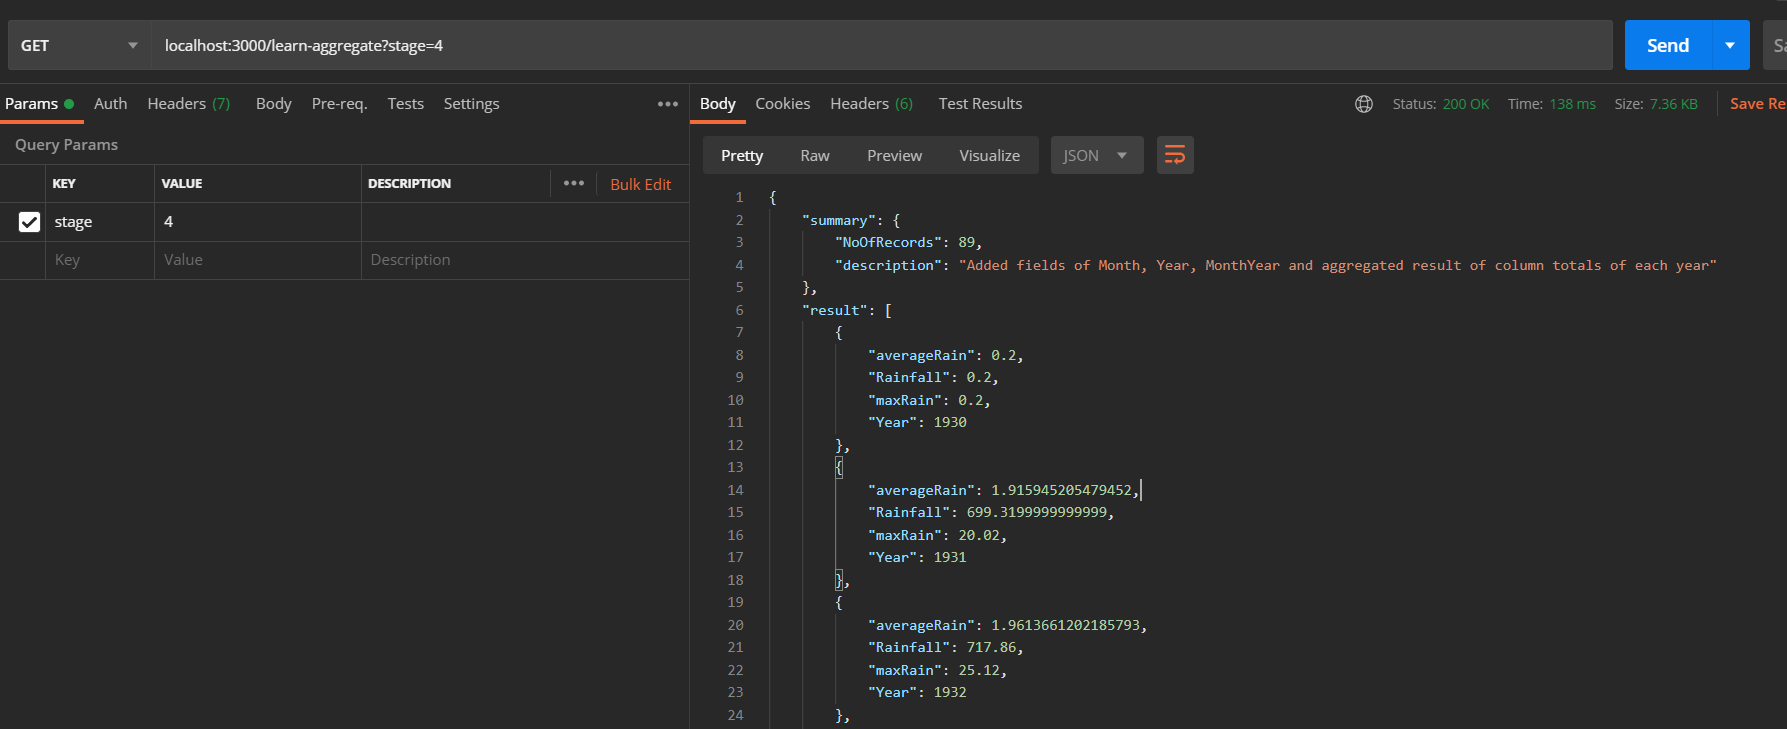 GET localhost:3000/learn-aggregate?stage=4 Send
Params Auth Headers (7) Body Pre-req. Tests Settings
Query Params
KEY VALUE DESCRIPTION Bulk Edit
stage 4
Key Value Description
Body Cookies Headers (6) Test Results Status: 200 OK Time: 138 ms Size: 7.36 KB
Pretty Raw Preview Visualize JSON
1 {
2 "summary": {
3 "NoOfRecords": 89,
4 "description": "Added fields of Month, Year, MonthYear and aggregated result of column totals of each year"
5 },
6 "result": [
7 {
8 "averageRain": 0.2,
9 "Rainfall": 0.2,
10 "maxRain": 0.2,
11 "Year": 1930
12 },
13 {
14 "averageRain": 1.915945205479452,
15 "Rainfall": 699.3199999999999,
16 "maxRain": 20.02,
17 "Year": 1931
18 },
19 {
20 "averageRain": 1.9613661202185793,
21 "Rainfall": 717.86,
22 "maxRain": 25.12,
23 "Year": 1932
24 },